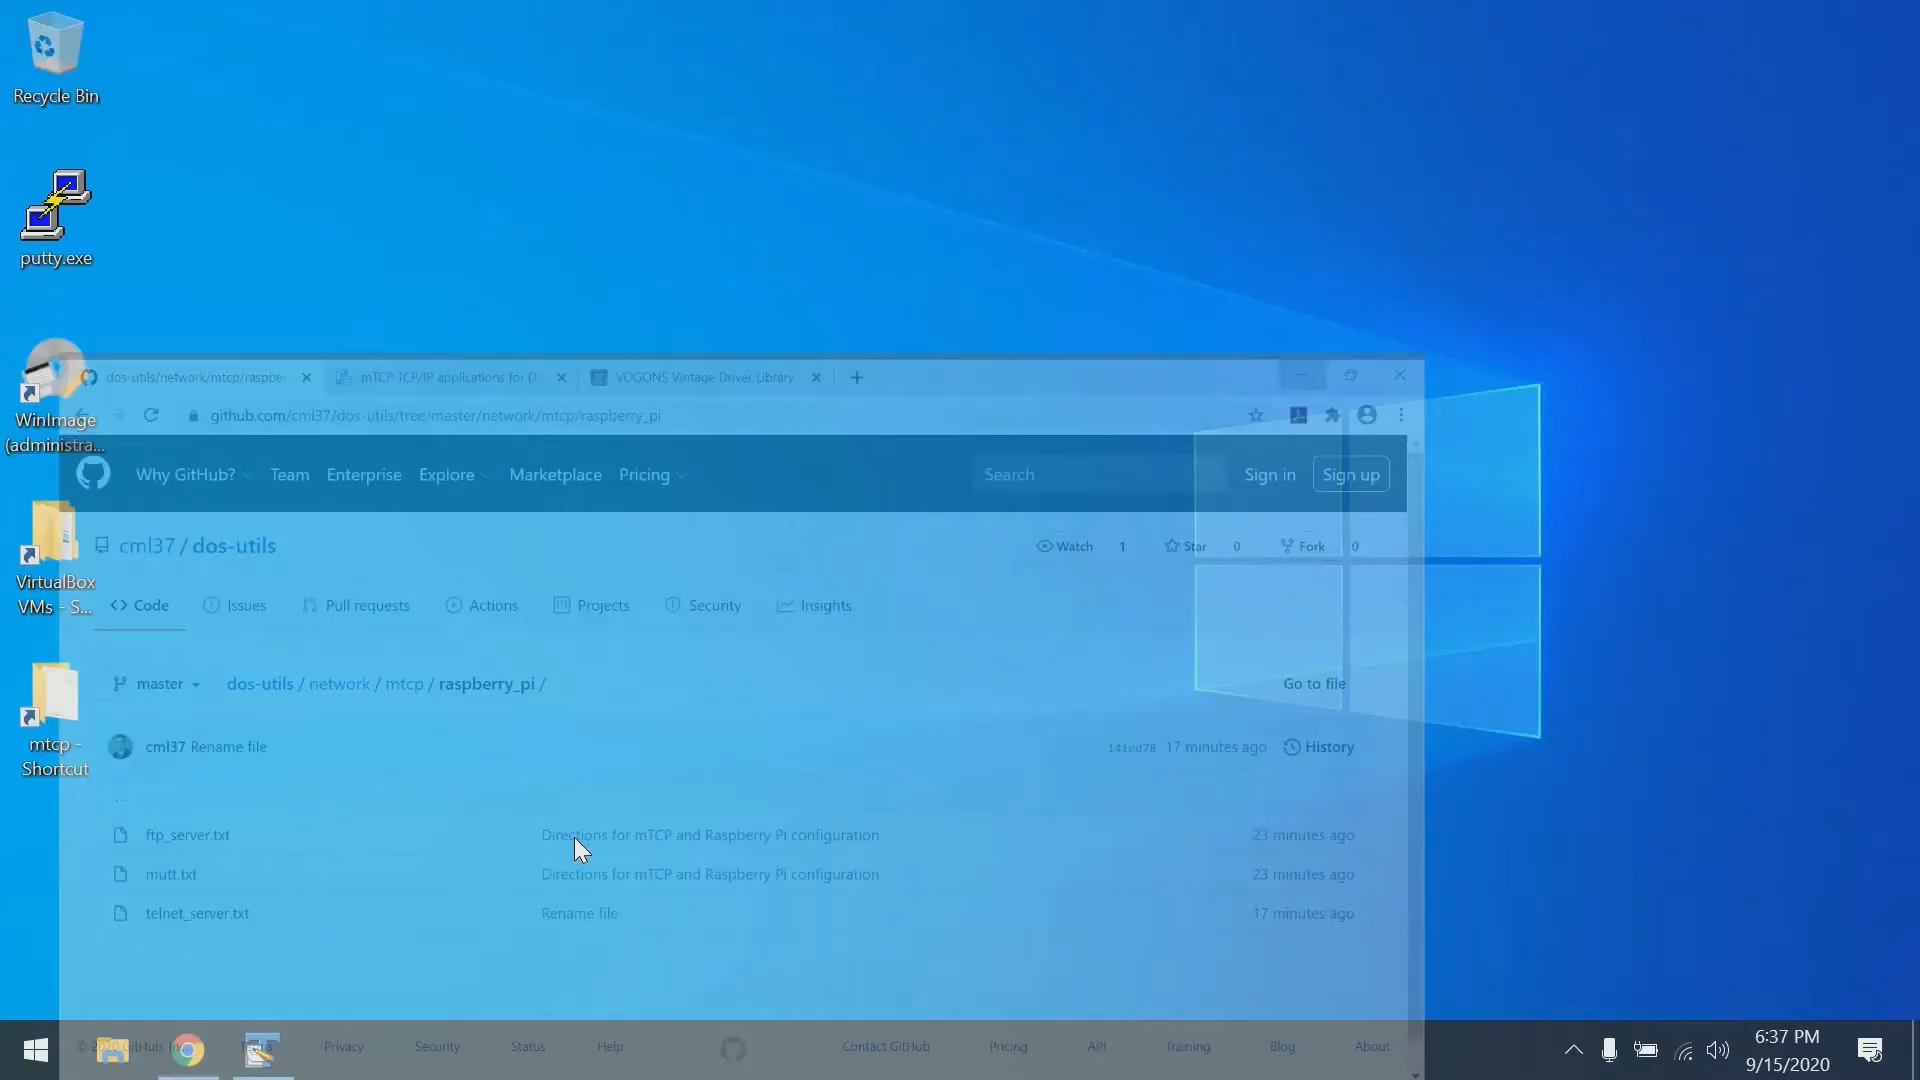 Recycle Bin
putty.exe
WinImage
(administra...
VirtualBox
VMs - S...
mtcp -
Shortcut
dos-utils/network/mtcp/raspber
mTCP TCP/IP applications for D
VOGONS Vintage Driver Library
github.com/cml37/dos-utils/tree/master/network/mtcp/raspberry_pi
Why GitHub? Team Enterprise Explore Marketplace Pricing Search Sign in Sign up
cml37 / dos-utils Watch 1 Star 0 Fork 0
Code Issues Pull requests Actions Projects Security Insights
master dos-utils / network / mtcp / raspberry_pi / Go to file
cml37 Rename file 141ed78 17 minutes ago History
..
ftp_server.txt Directions for mTCP and Raspberry Pi configuration 23 minutes ago
mutt.txt Directions for mTCP and Raspberry Pi configuration 23 minutes ago
telnet_server.txt Rename file 17 minutes ago
© 2020 GitHub, Inc. Privacy Security Status Help Contact GitHub Pricing API Training Blog About
6:37 PM
9/15/2020